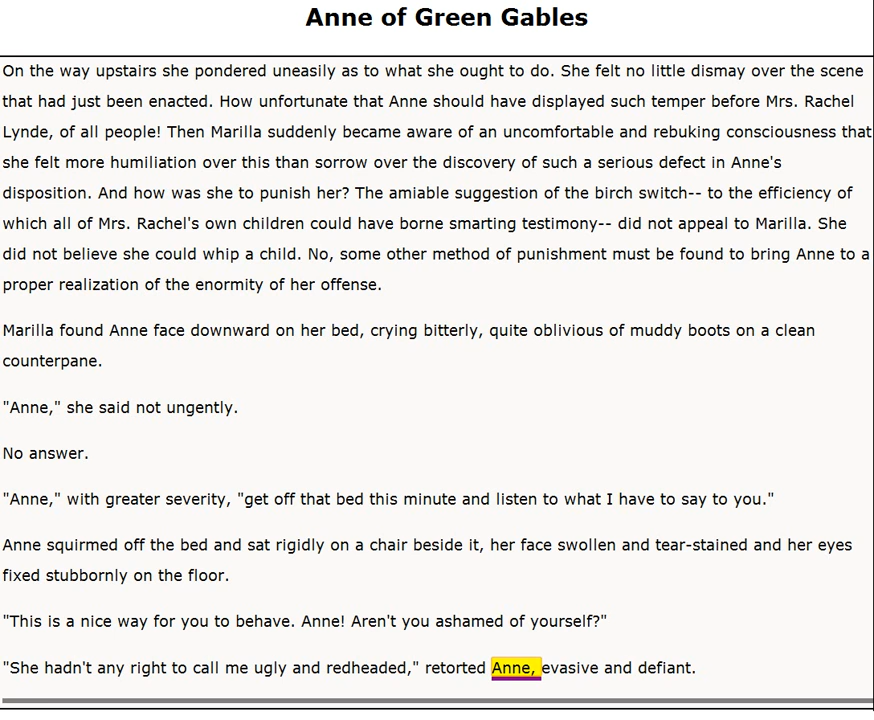 Anne of Green Gables
On the way upstairs she pondered uneasily as to what she ought to do. She felt no little dismay over the scene
that had just been enacted. How unfortunate that Anne should have displayed such temper before Mrs. Rachel
Lynde, of all people! Then Marilla suddenly became aware of an uncomfortable and rebuking consciousness that
she felt more humiliation over this than sorrow over the discovery of such a serious defect in Anne's
disposition. And how was she to punish her? The amiable suggestion of the birch switch-- to the efficiency of
which all of Mrs. Rachel's own children could have borne smarting testimony-- did not appeal to Marilla. She
did not believe she could whip a child. No, some other method of punishment must be found to bring Anne to a
proper realization of the enormity of her offense.
Marilla found Anne face downward on her bed, crying bitterly, quite oblivious of muddy boots on a clean
counterpane.
"Anne," she said not ungently.
No answer.
"Anne," with greater severity, "get off that bed this minute and listen to what I have to say to you."
Anne squirmed off the bed and sat rigidly on a chair beside it, her face swollen and tear-stained and her eyes
fixed stubbornly on the floor.
"This is a nice way for you to behave. Anne! Aren't you ashamed of yourself?"
"She hadn't any right to call me ugly and redheaded," retorted Anne, evasive and defiant.